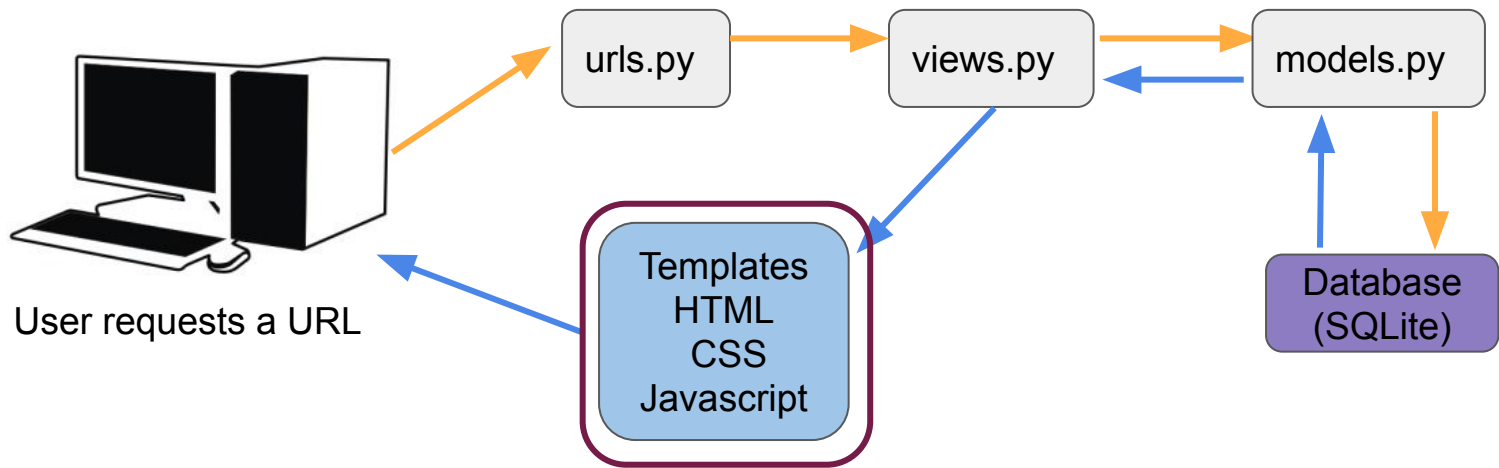 urls.py
views.py
models.py
User requests a URL
Templates
HTML
CSS
Javascript
Database
(SQLite)